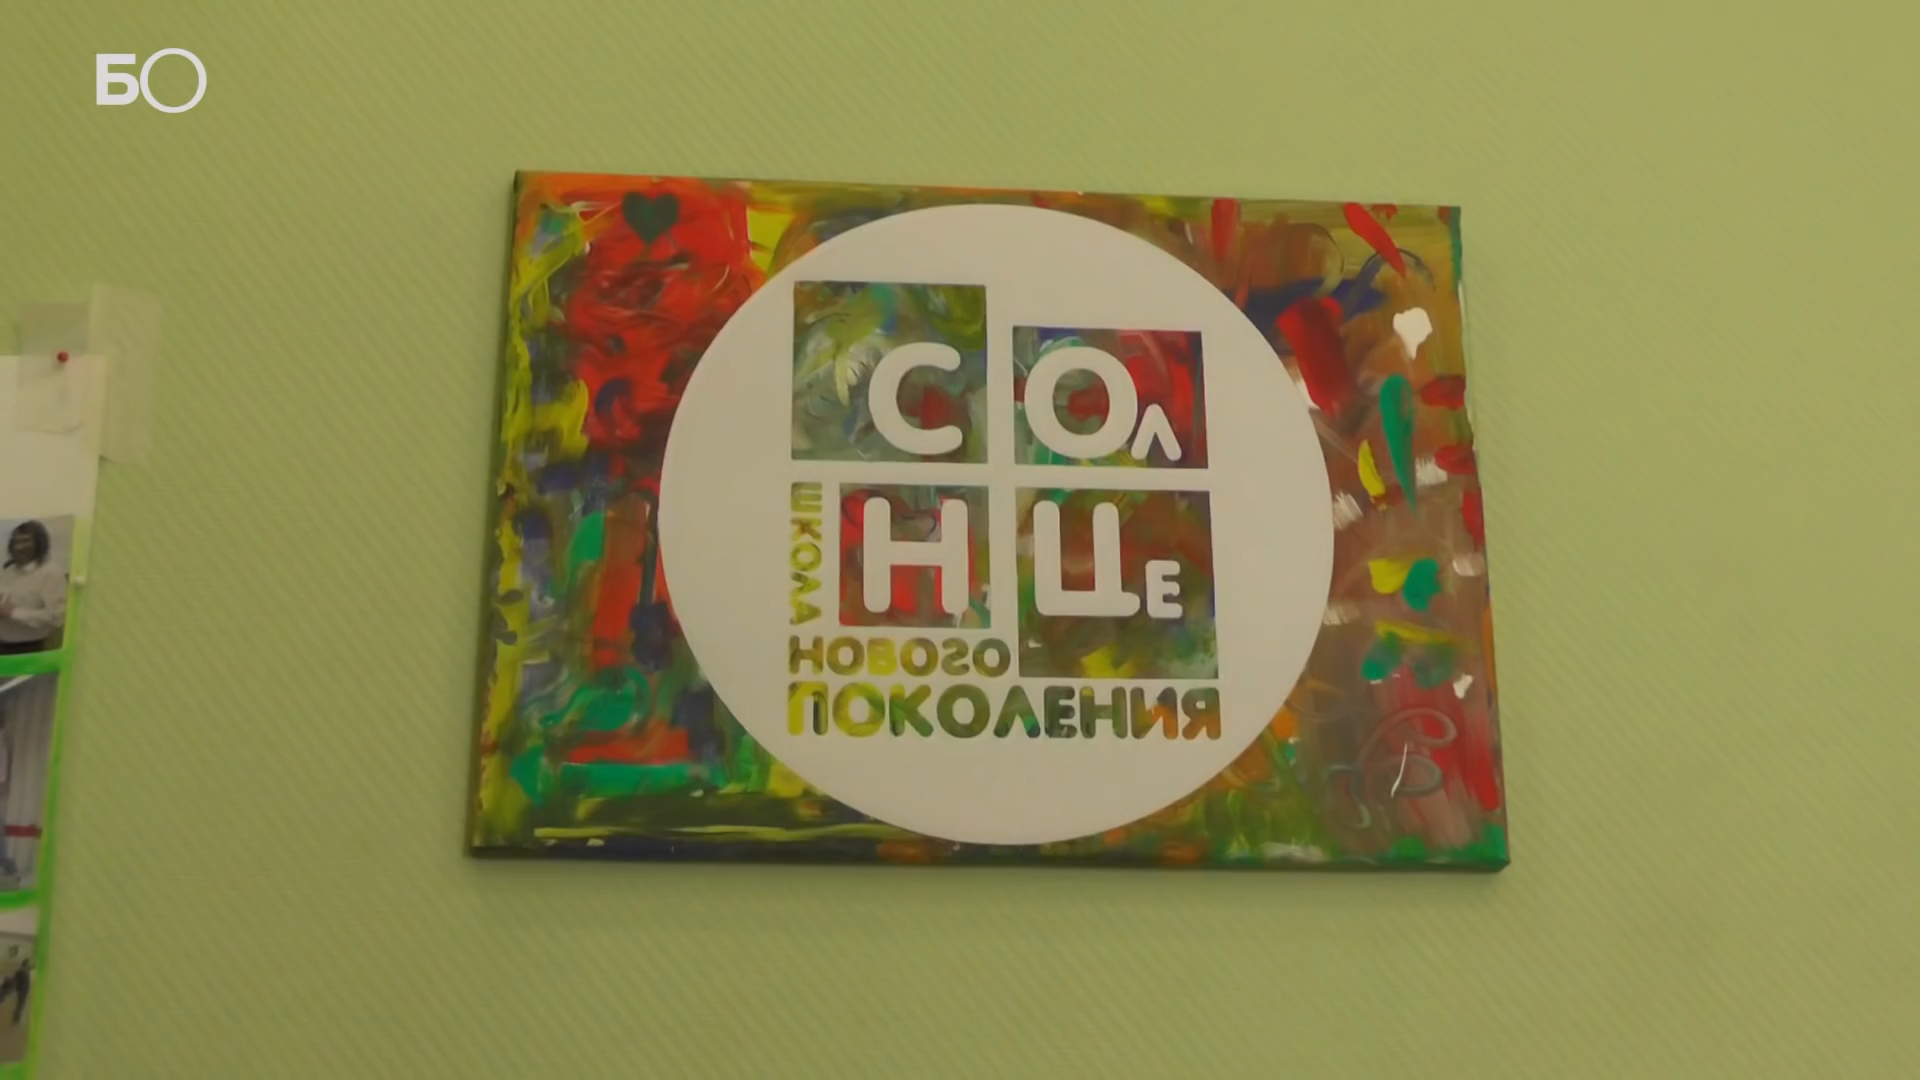 БО
СОЛ
НЦЕ
ШКОЛА
НОВОГО
ПОКОЛЕНИЯ